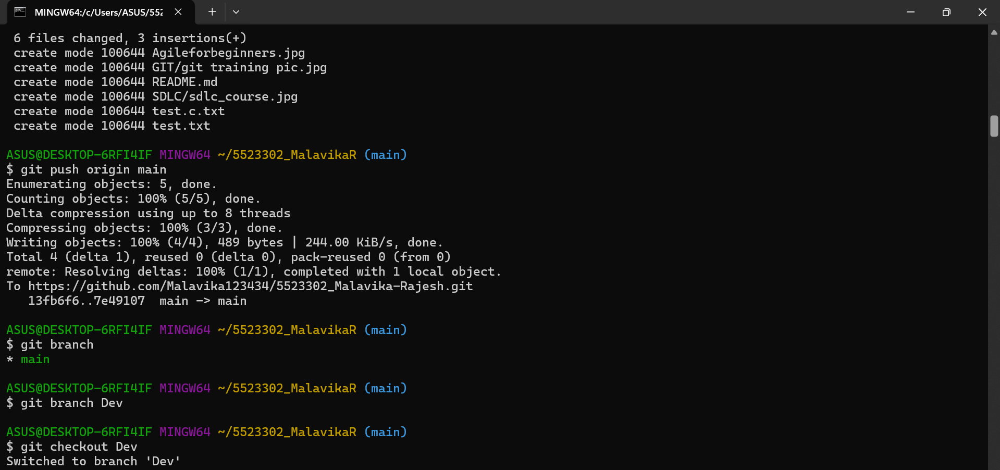 MINGW64:/c/Users/ASUS/552
6 files changed, 3 insertions(+)
create mode 100644 Agileforbeginners.jpg
create mode 100644 GIT/git training pic.jpg
create mode 100644 README.md
create mode 100644 SDLC/sdlc_course.jpg
create mode 100644 test.c.txt
create mode 100644 test.txt
ASUS@DESKTOP-6RFI4IF MINGW64 ~/5523302_MalavikaR (main)
$ git push origin main
Enumerating objects: 5, done.
Counting objects: 100% (5/5), done.
Delta compression using up to 8 threads
Compressing objects: 100% (3/3), done.
Writing objects: 100% (4/4), 489 bytes | 244.00 KiB/s, done.
Total 4 (delta 1), reused 0 (delta 0), pack-reused 0 (from 0)
remote: Resolving deltas: 100% (1/1), completed with 1 local object.
To https://github.com/Malavika123434/5523302_Malavika-Rajesh.git
13fb6f6..7e49107  main -> main
ASUS@DESKTOP-6RFI4IF MINGW64 ~/5523302_MalavikaR (main)
$ git branch
* main
ASUS@DESKTOP-6RFI4IF MINGW64 ~/5523302_MalavikaR (main)
$ git branch Dev
ASUS@DESKTOP-6RFI4IF MINGW64 ~/5523302_MalavikaR (main)
$ git checkout Dev
Switched to branch 'Dev'